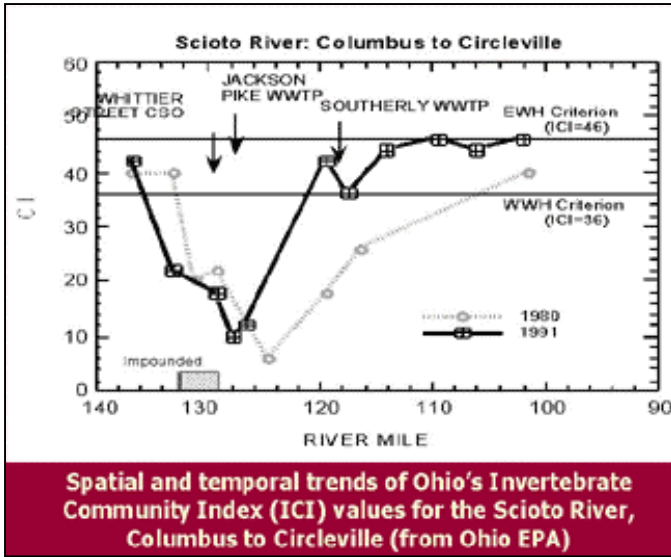 Scioto River: Columbus to Circleville
60
50
40
30
20
10
0
WHITTIER
STREET CSO
JACKSON
PIKE WWTP
SOUTHERLY WWTP
EWH Criterion
(ICI=46)
WWH Criterion
(ICI=36)
1980
1991
Impounded
140
130
120
110
100
90
RIVER MILE
Spatial and temporal trends of Ohio's Invertebrate
Community Index (ICI) values for the Scioto River,
Columbus to Circleville (from Ohio EPA)